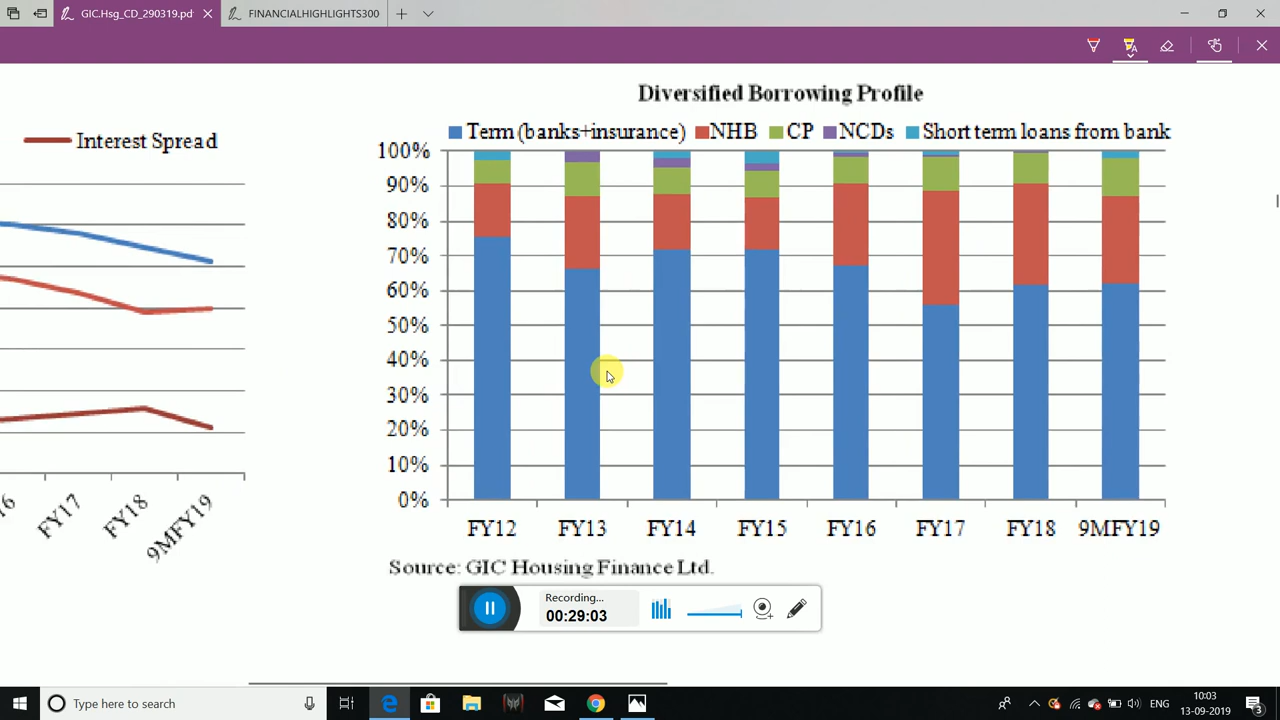 GIC.Hsg_CD_290319.pd
FINANCIALHIGHLIGHTS300
Interest Spread
16
FY17
FY18
9MFY19
Diversified Borrowing Profile
Term (banks+insurance) NHB CP NCDs Short term loans from bank
100%
90%
80%
70%
60%
50%
40%
30%
20%
10%
0%
FY12 FY13 FY14 FY15 FY16 FY17 FY18 9MFY19
Source: GIC Housing Finance Ltd.
Recording...
00:29:03
Type here to search
ENG
10:03
13-09-2019
3